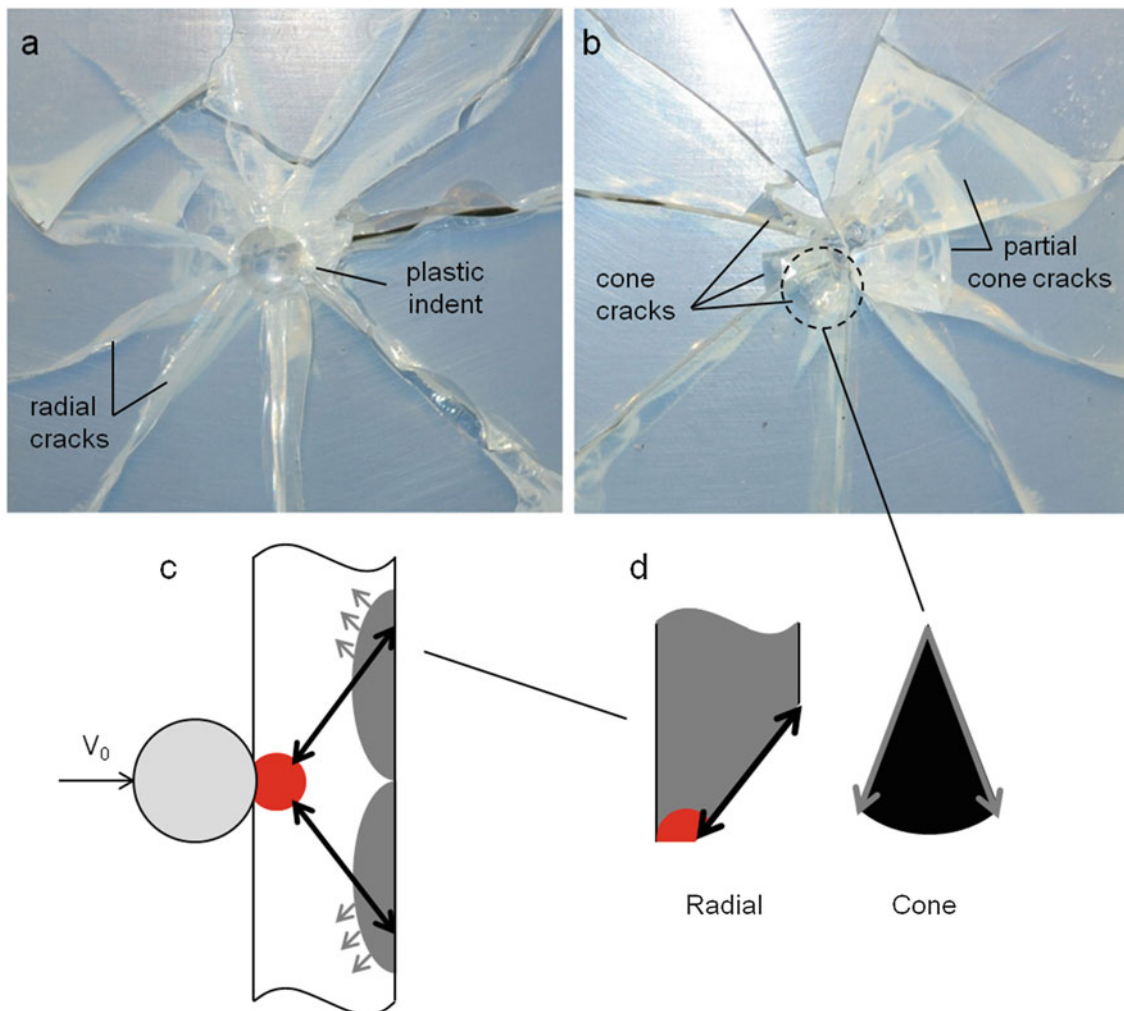 a
plastic
indent
radial
cracks
b
cone
cracks
partial
cone cracks
c
V₀
d
Radial
Cone